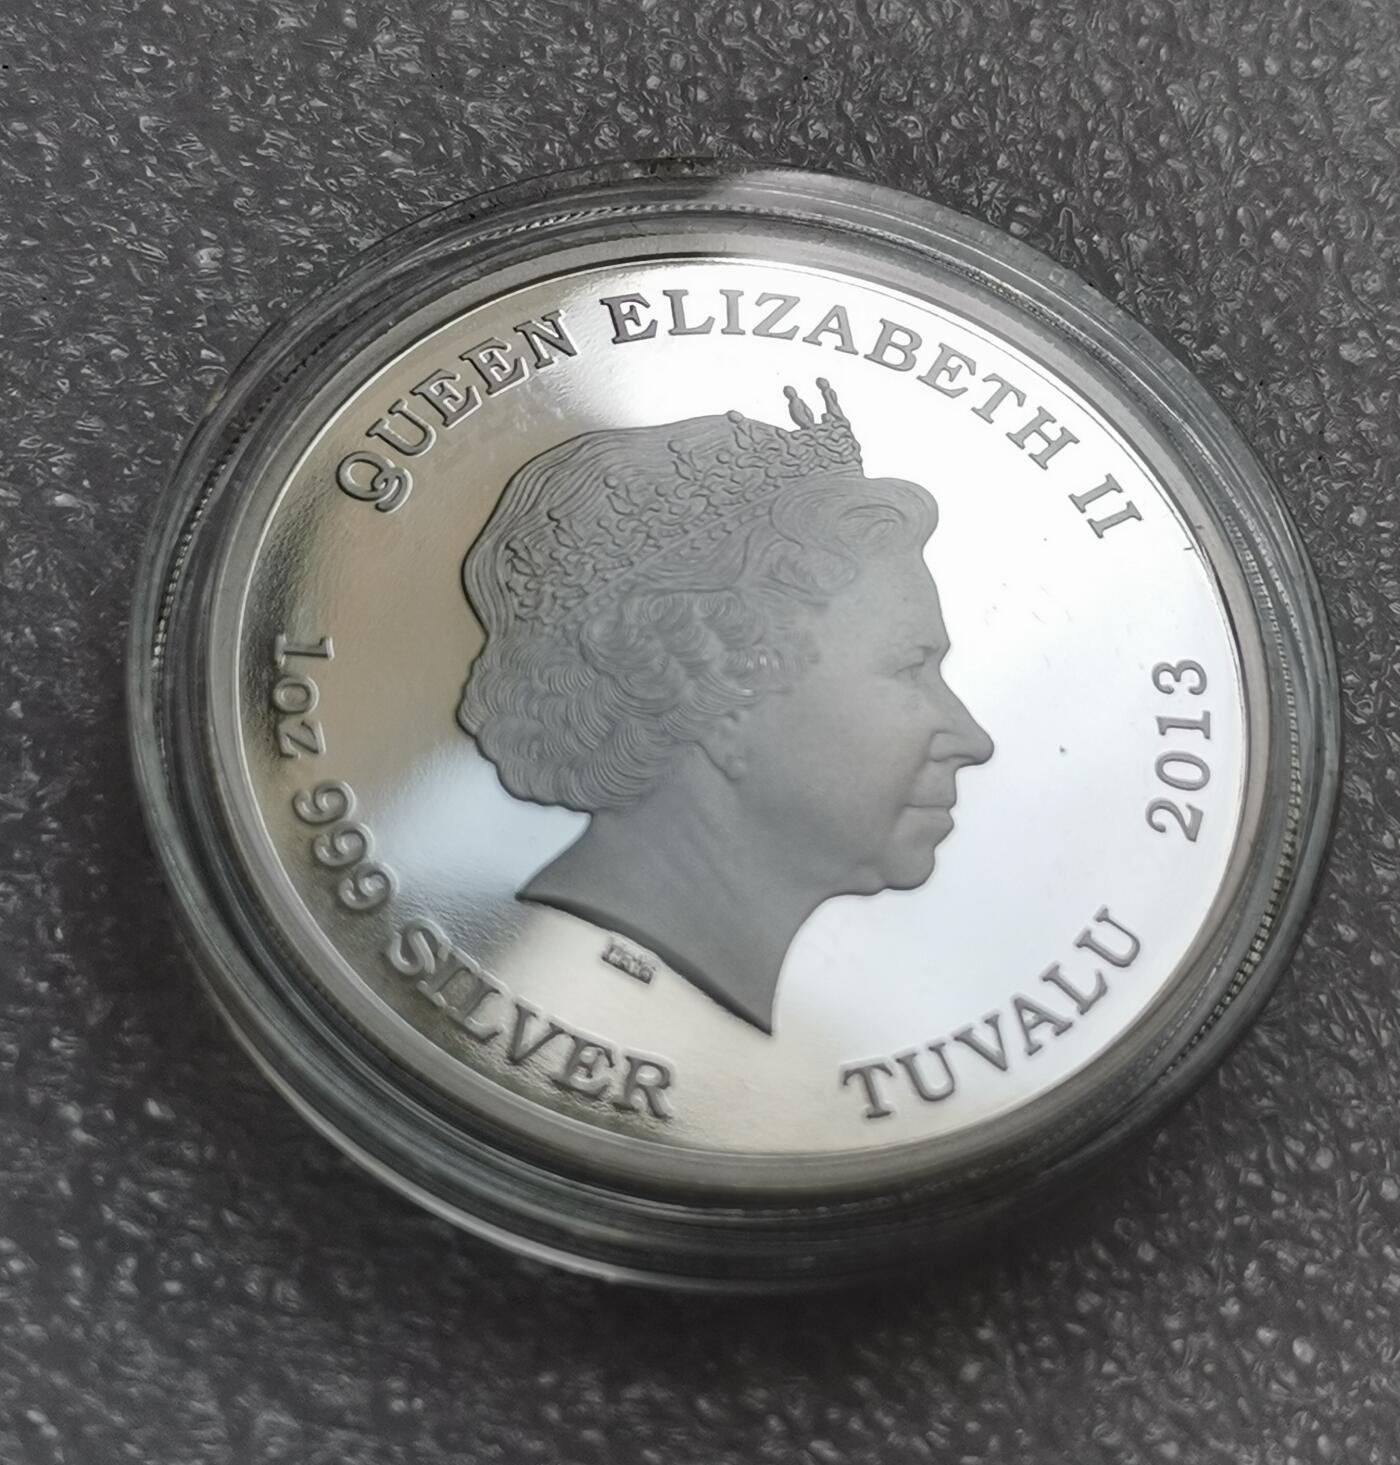 QUEEN ELIZABETH II
2013
TUVALU
1oz 999 SILVER